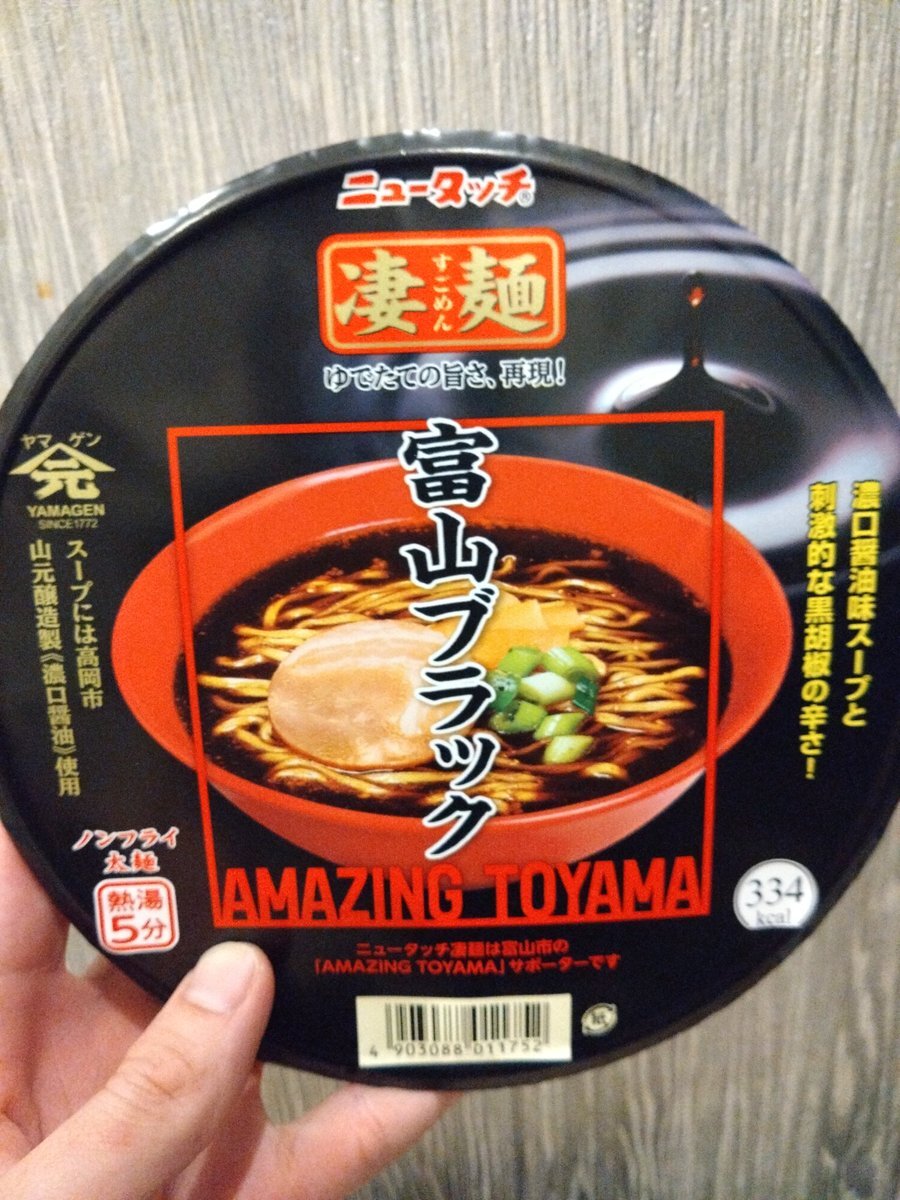 ニュータッチ®
凄麺
すごめん
ゆでたての旨さ、再現!
富山ブラック
濃口醤油味スープと
刺激的な黒胡椒の辛さ!
ヤマゲン
元
YAMAGEN
SINCE1772
スープには高岡市
山元醸造製《濃口醤油》使用
ノンフライ
太麺
熱湯
5分
AMAZING TOYAMA
334
kcal
ニュータッチ凄麺は富山市の
「AMAZING TOYAMA」サポーターです
4 903088 011752
紙